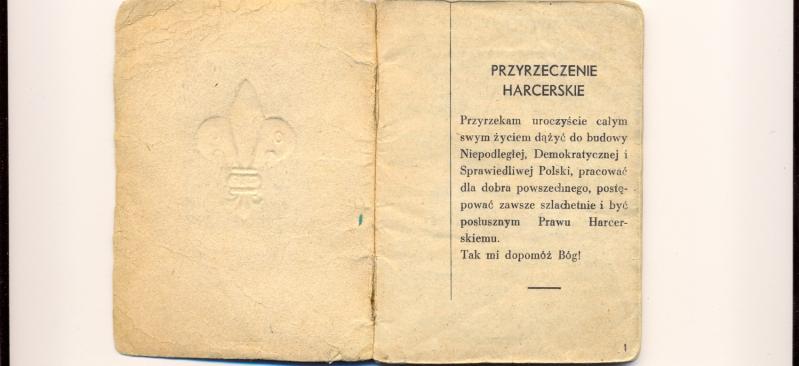 PRZYRZECZENIE
HARCERSKIE
Przyrzekam uroczyście całym
swym życiem dążyć do budowy
Niepodległej, Demokratycznej i
Sprawiedliwej Polski, pracować
dla dobra powszechnego, postę-
pować zawsze szlachetnie i być
posłusznym Prawu Harcer-
skiemu.
Tak mi dopomóż Bóg!
1